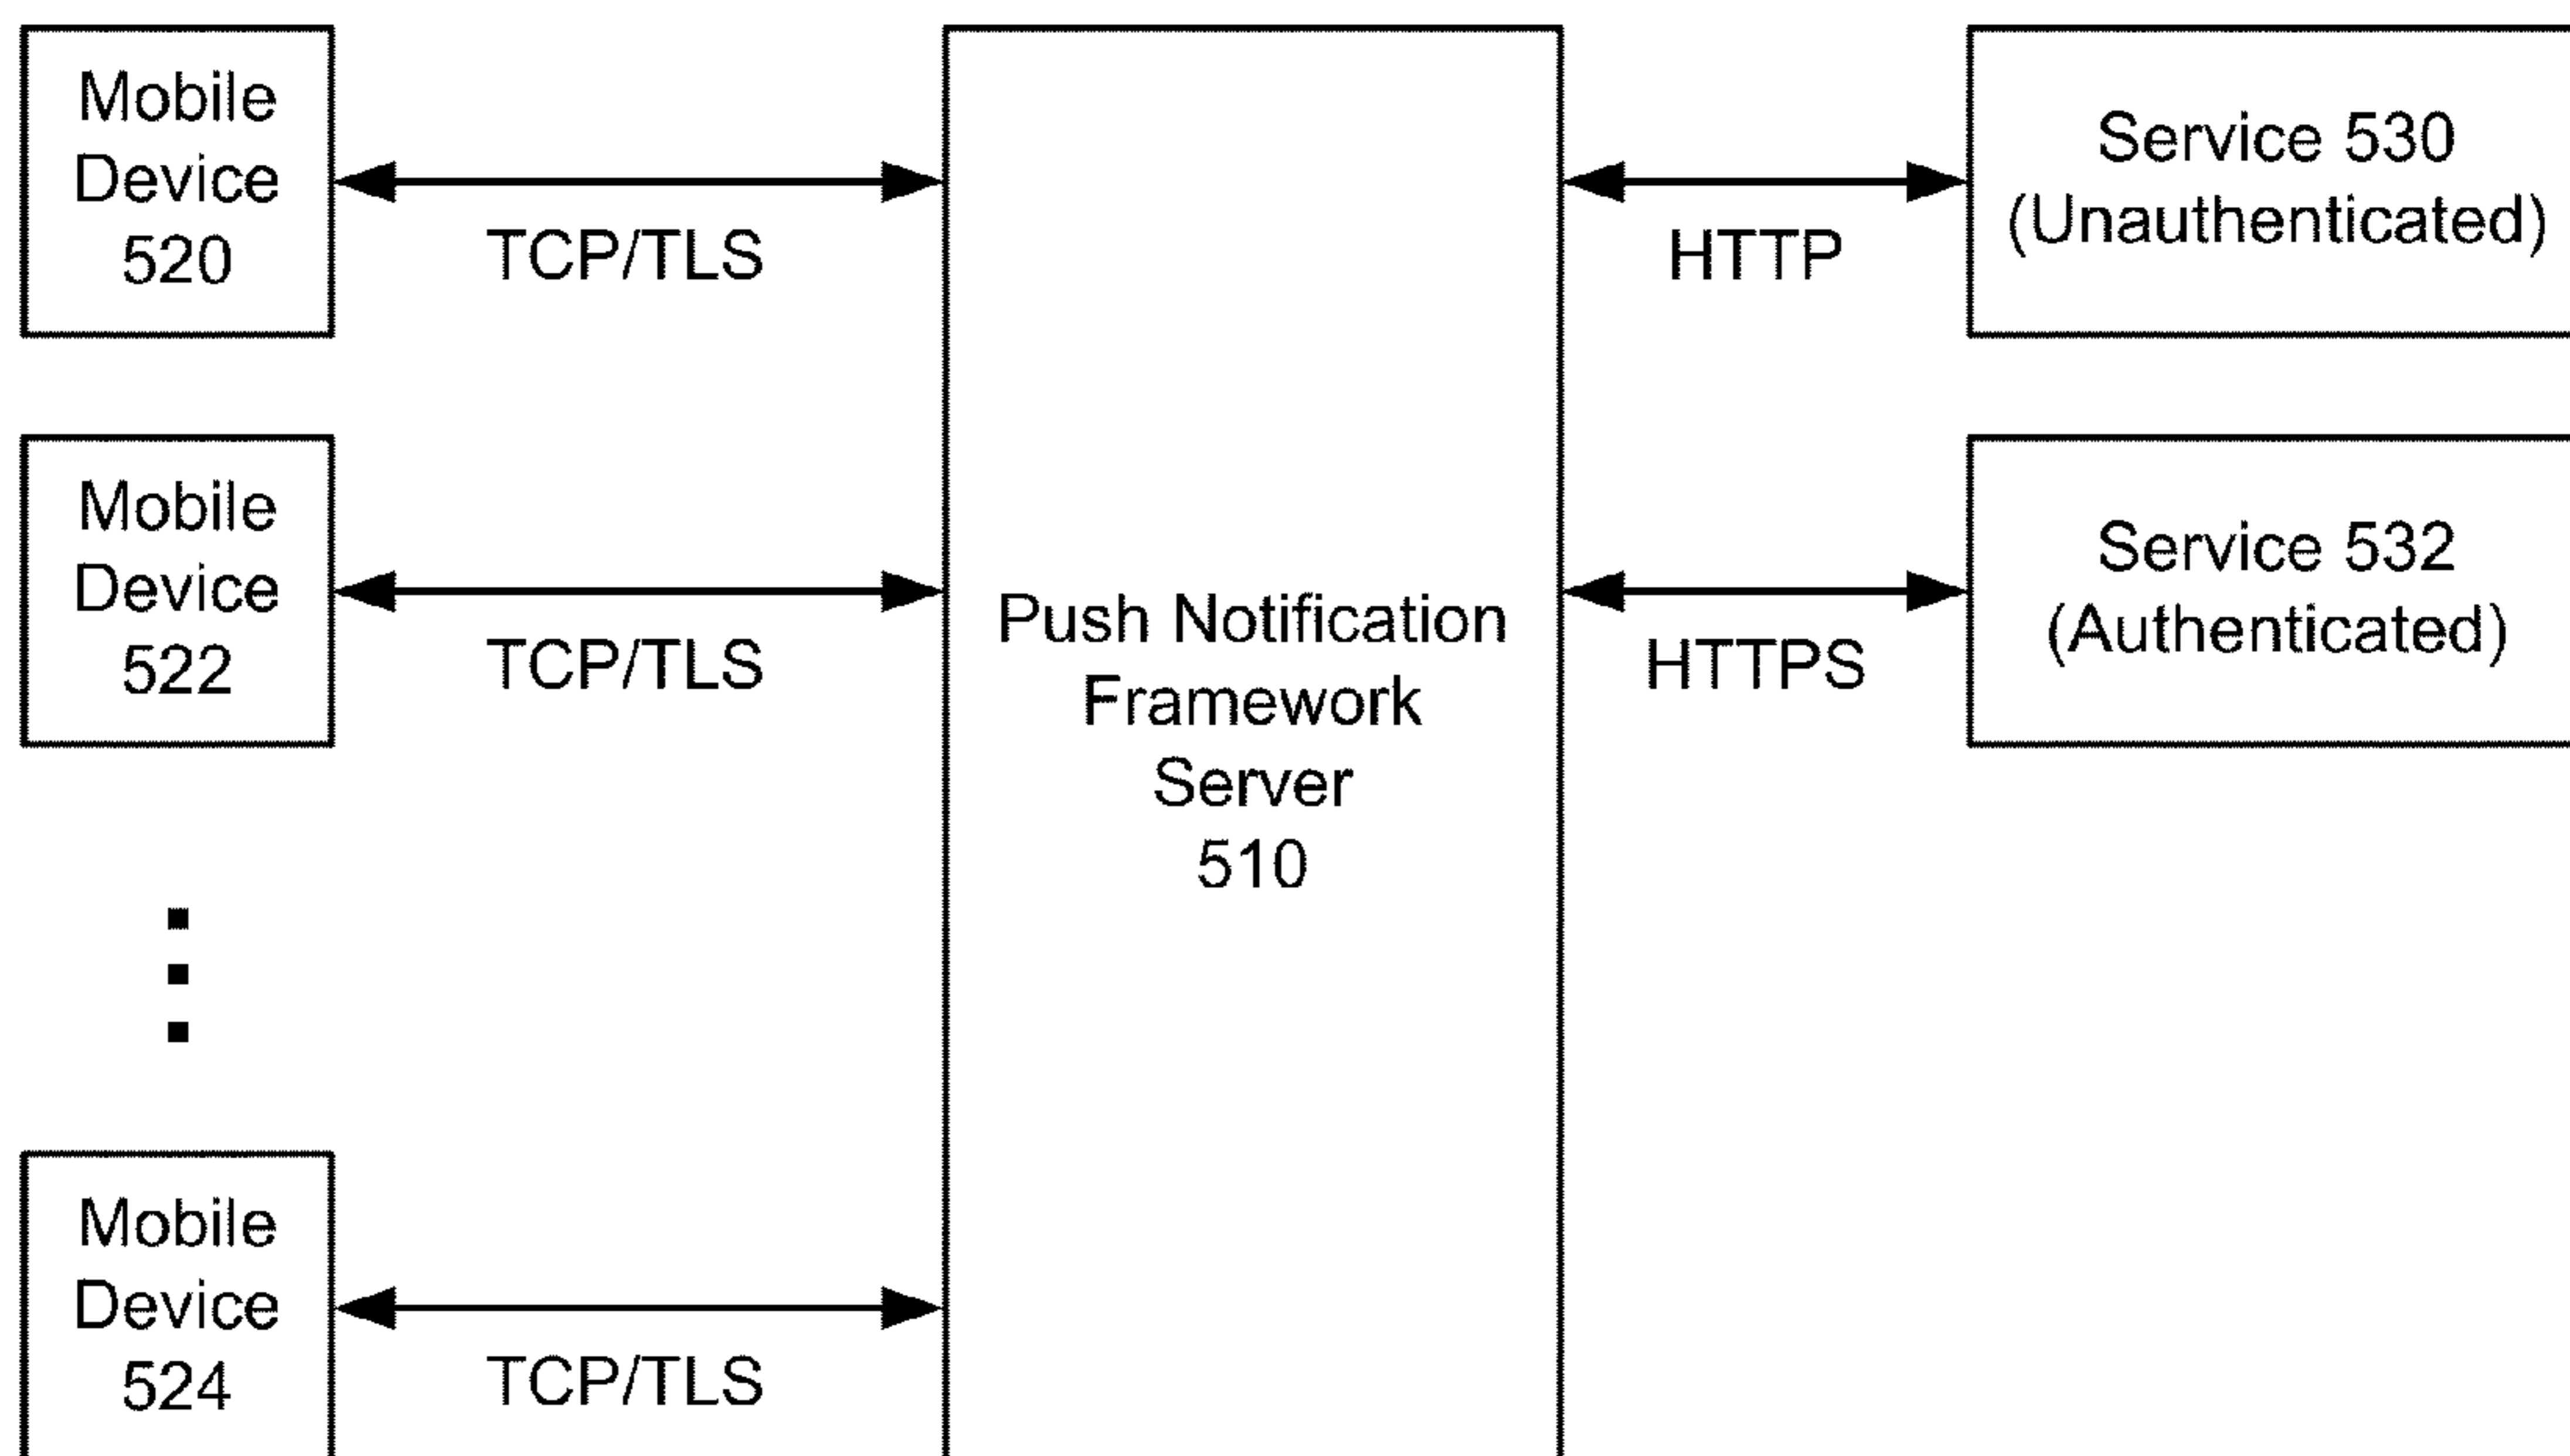 Mobile
Device
520
TCP/TLS
HTTP
Service 530
(Unauthenticated)
Mobile
Device
522
TCP/TLS
Push Notification
Framework
Server
510
HTTPS
Service 532
(Authenticated)
Mobile
Device
524
TCP/TLS